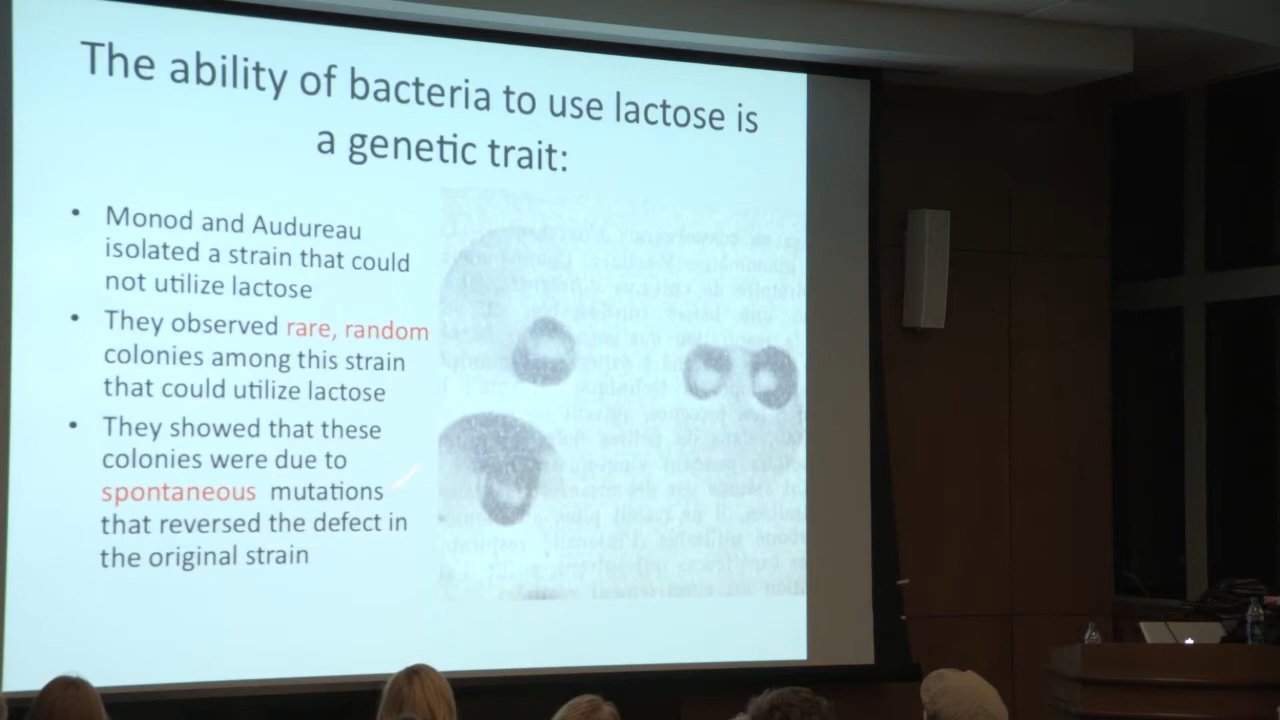 The ability of bacteria to use lactose is
a genetic trait:
• Monod and Audureau
isolated a strain that could
not utilize lactose
• They observed rare, random
colonies among this strain
that could utilize lactose
• They showed that these
colonies were due to
spontaneous mutations
that reversed the defect in
the original strain